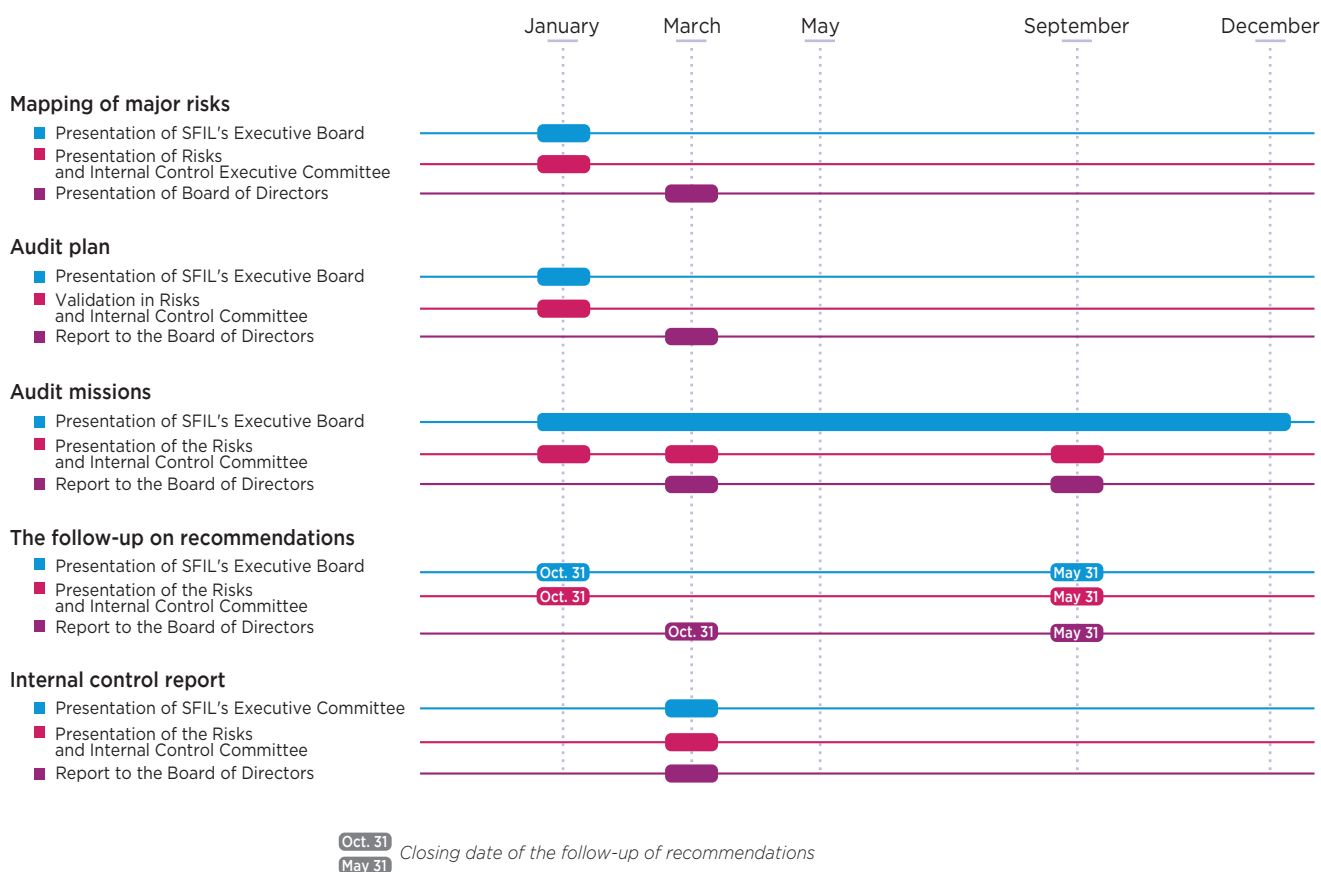 January March May September December
Mapping of major risks
Presentation of SFIL's Executive Board
Presentation of Risks
and Internal Control Executive Committee
Presentation of Board of Directors
Audit plan
Presentation of SFIL's Executive Board
Validation in Risks
and Internal Control Committee
Report to the Board of Directors
Audit missions
Presentation of SFIL's Executive Board
Presentation of the Risks
and Internal Control Committee
Report to the Board of Directors
The follow-up on recommendations
Presentation of SFIL's Executive Board Oct. 31 May 31
Presentation of the Risks
and Internal Control Committee Oct. 31 May 31
Report to the Board of Directors Oct. 31 May 31
Internal control report
Presentation of SFIL's Executive Committee
Presentation of the Risks
and Internal Control Committee
Report to the Board of Directors
Oct. 31
Closing date of the follow-up of recommendations
May 31